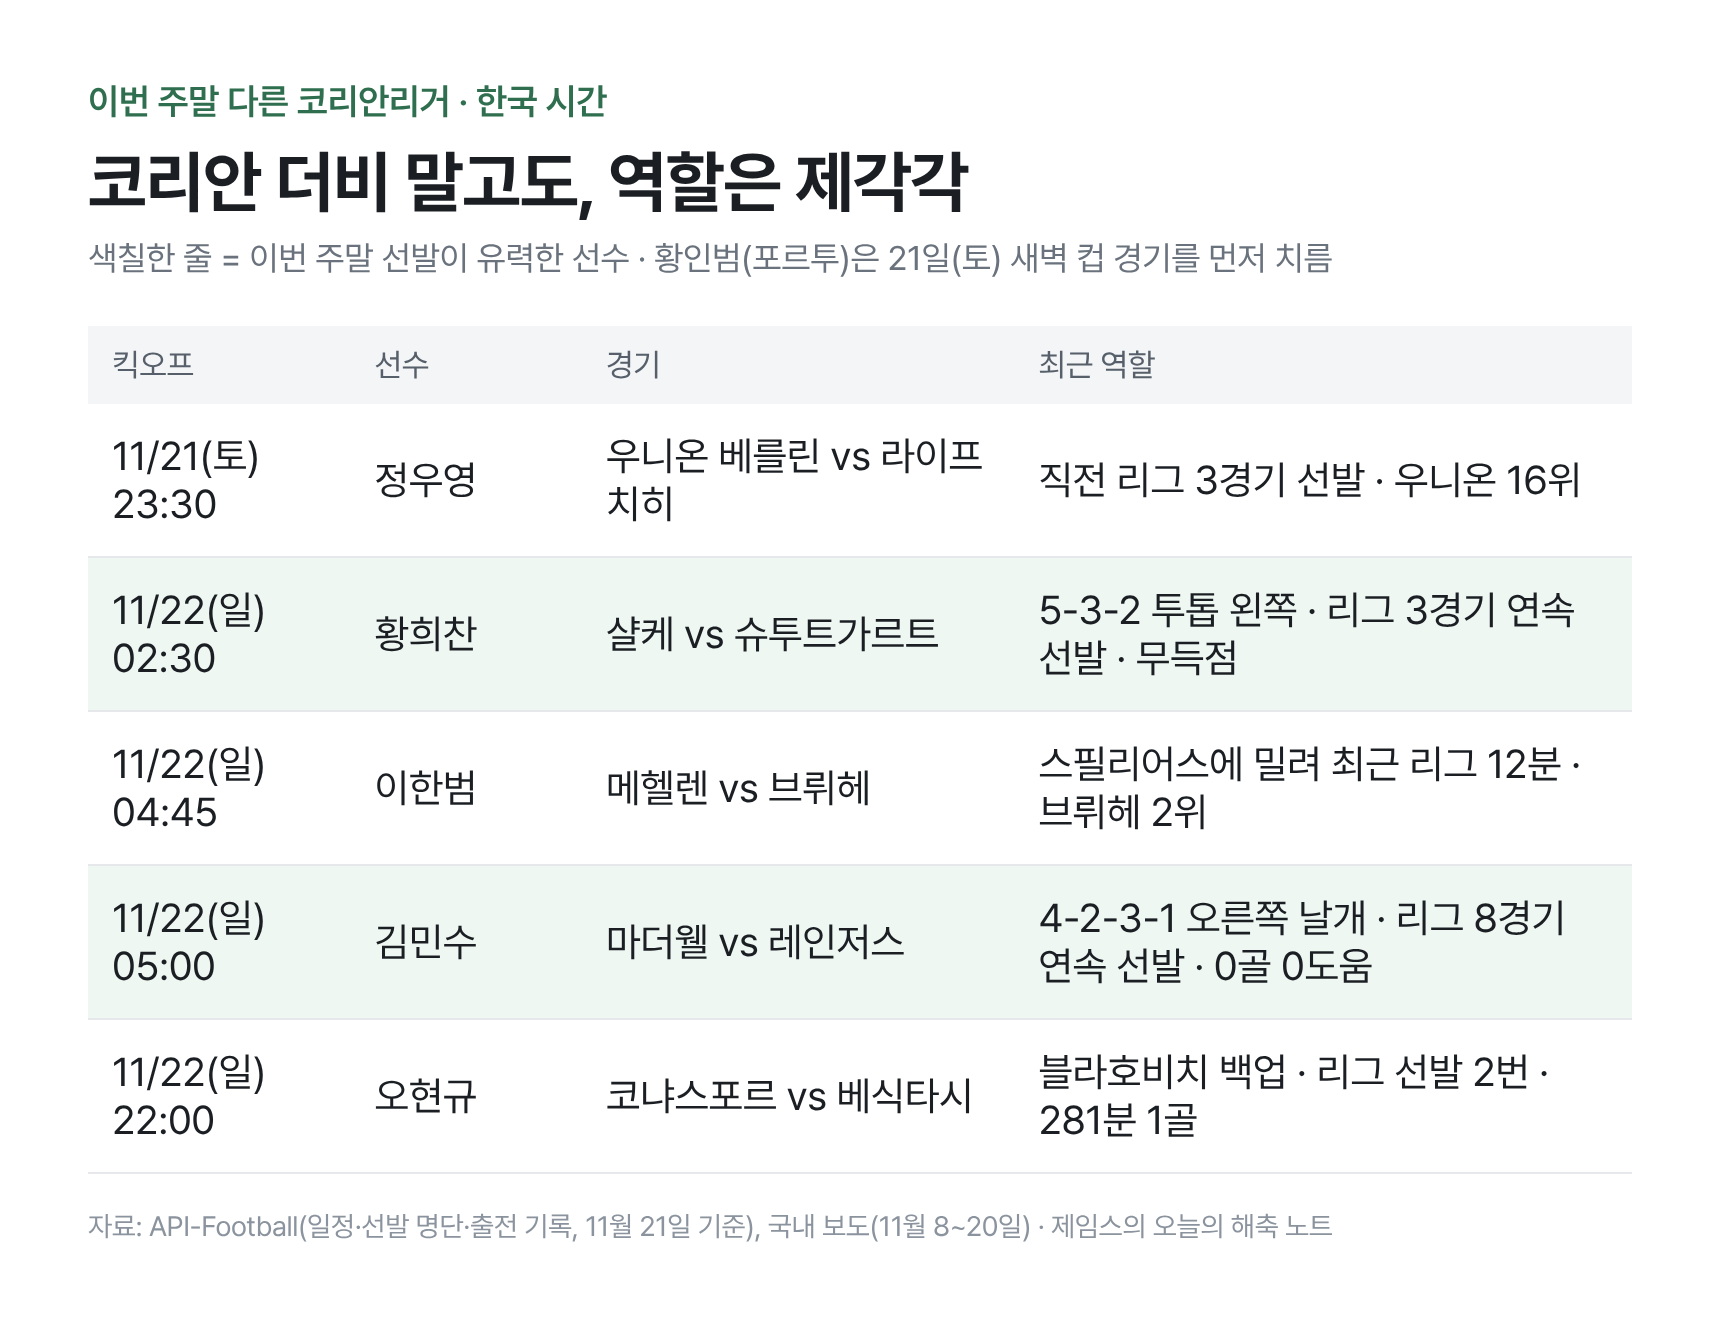 이번 주말 다른 코리안리거 · 한국 시간
코리안 더비 말고도, 역할은 제각각
색칠한 줄 = 이번 주말 선발이 유력한 선수 · 황인범(포르투)은 21일(토) 새벽 컵 경기를 먼저 치름
킥오프 선수 경기 최근 역할
11/21(토)
23:30
정우영
우니온 베를린 vs 라이프
치히
직전 리그 3경기 선발 · 우니온 16위
11/22(일)
02:30
황희찬
샬케 vs 슈투트가르트
5-3-2 투톱 왼쪽 · 리그 3경기 연속
선발 · 무득점
11/22(일)
04:45
이한범
메헬렌 vs 브뤼헤
스필리어스에 밀려 최근 리그 12분 ·
브뤼헤 2위
11/22(일)
05:00
김민수
마더웰 vs 레인저스
4-2-3-1 오른쪽 날개 · 리그 8경기
연속 선발 · 0골 0도움
11/22(일)
22:00
오현규
코냐스포르 vs 베식타시
블라호비치 백업 · 리그 선발 2번 ·
281분 1골
자료: API-Football(일정·선발 명단·출전 기록, 11월 21일 기준), 국내 보도(11월 8~20일) · 제임스의 오늘의 해축 노트